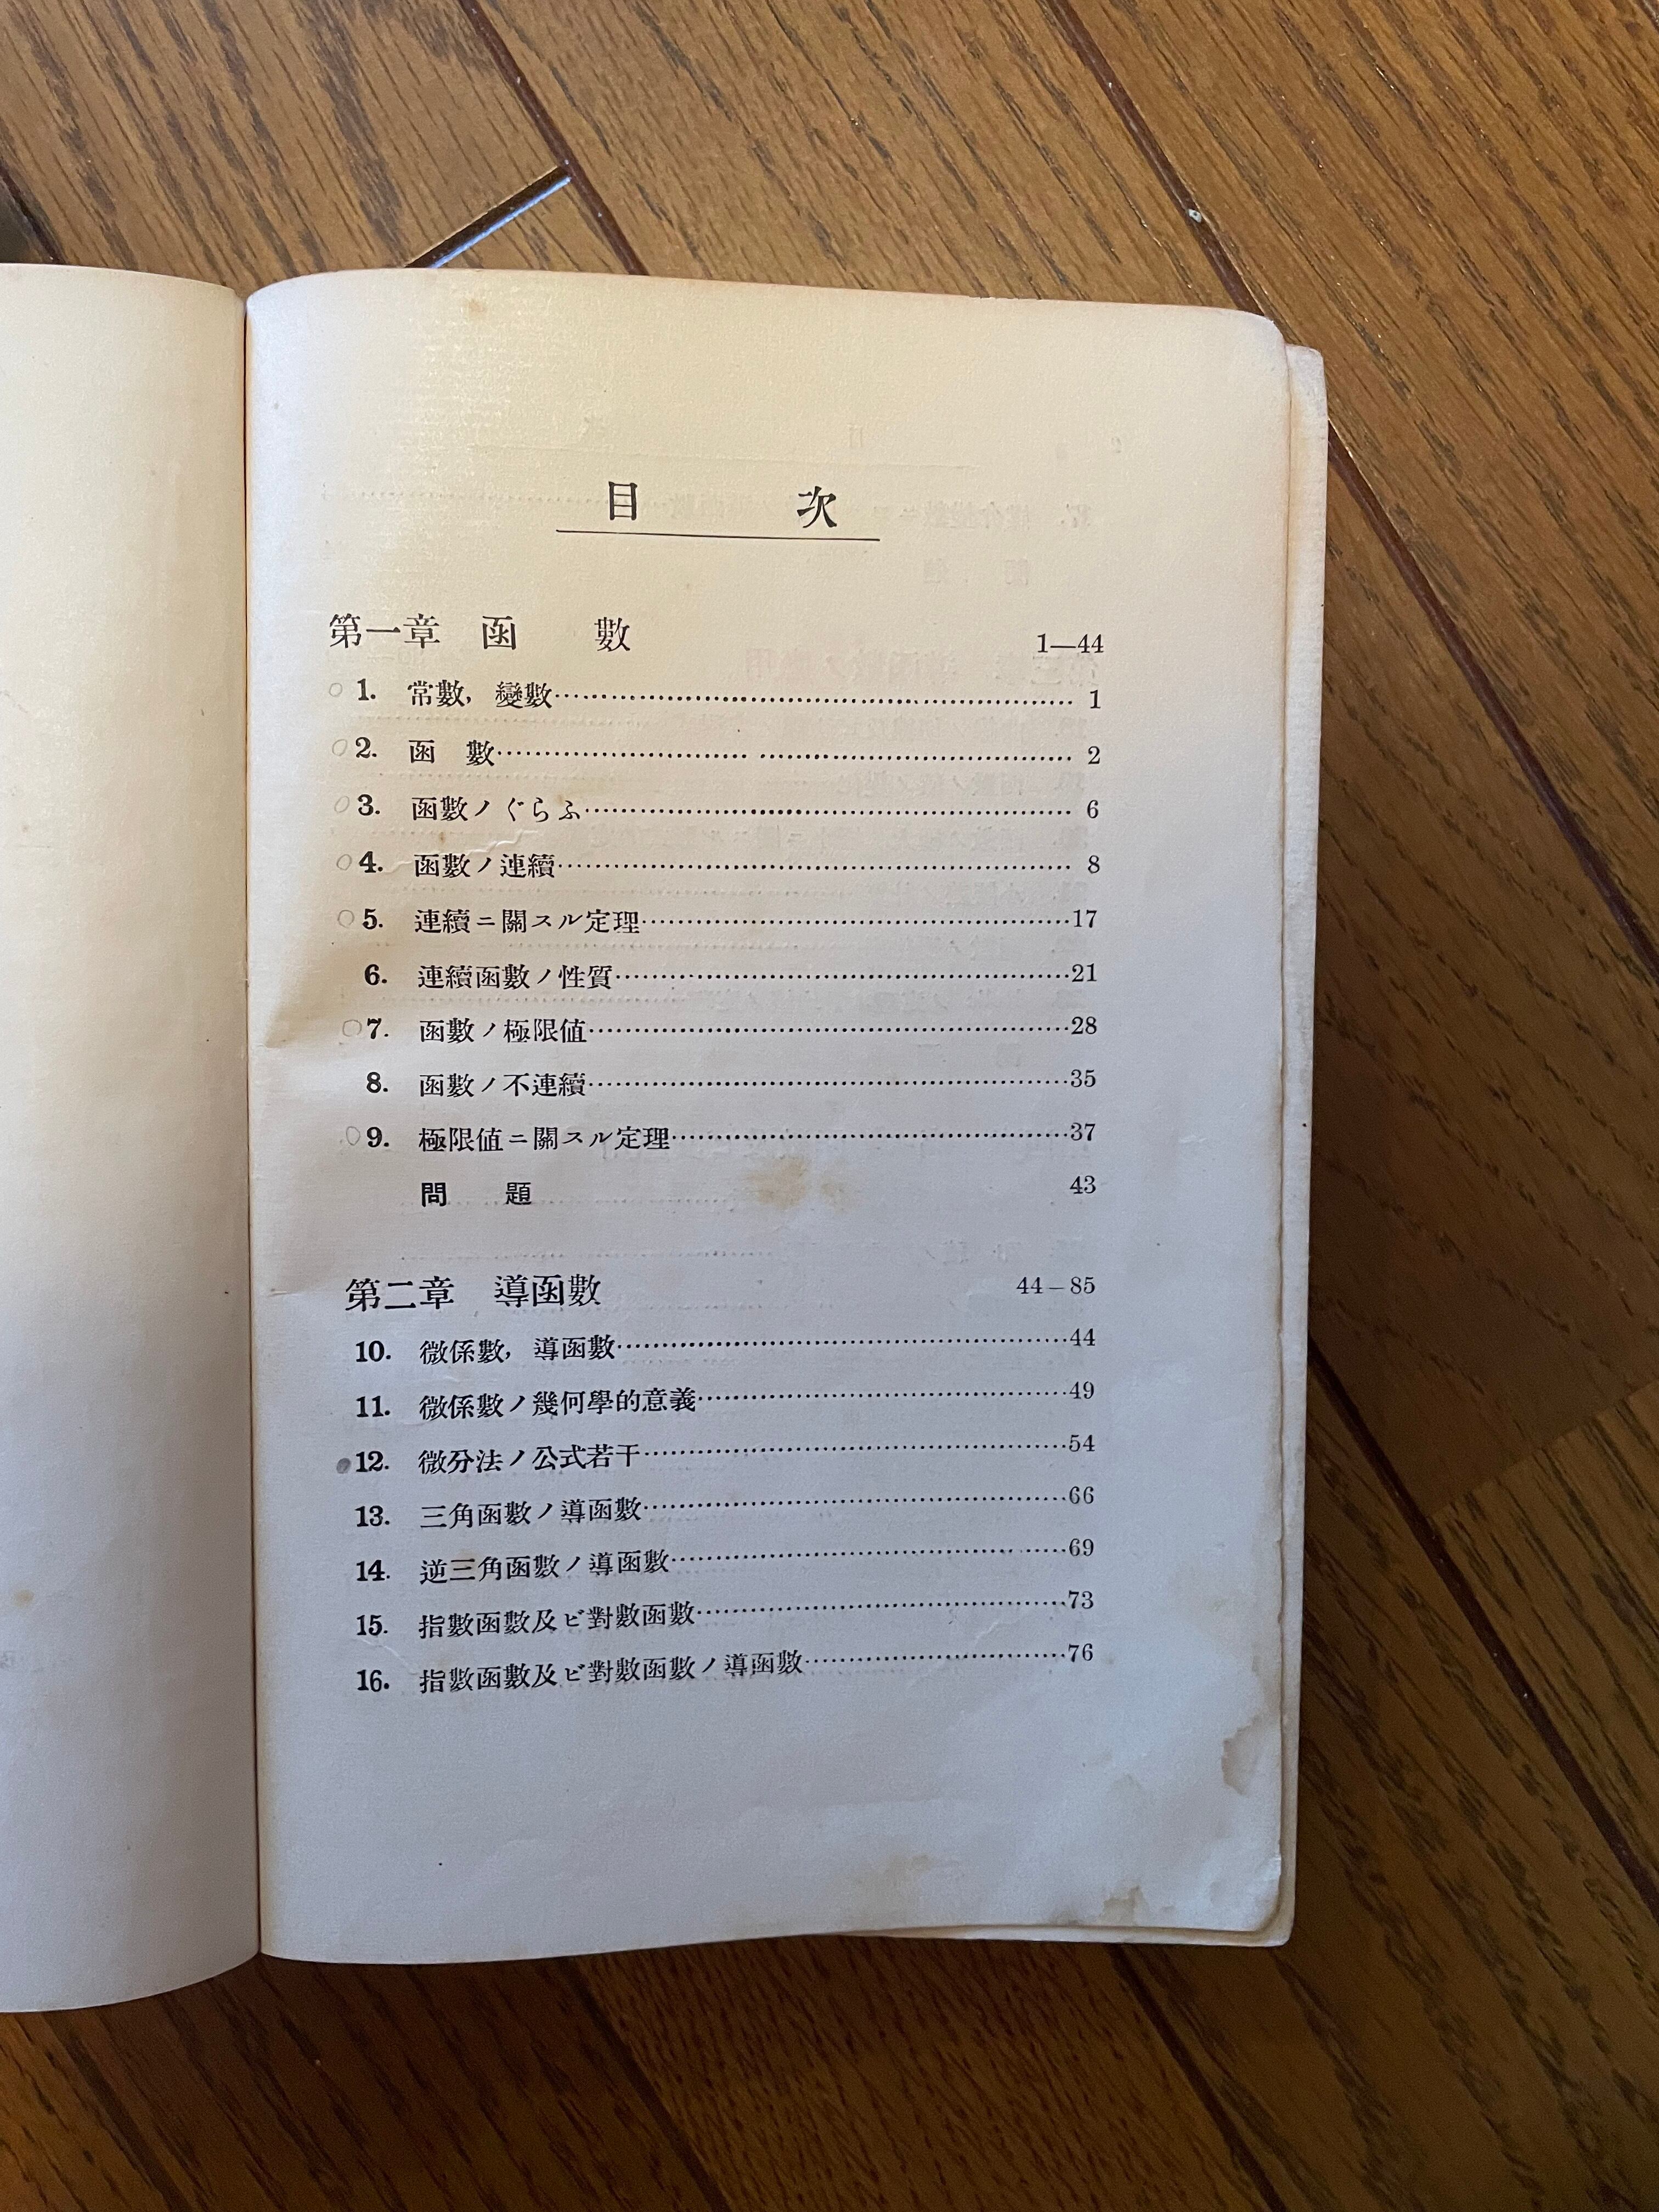 目 次
第一章 函 數 1—44
1. 常數, 變數 1
2. 函 數 2
3. 函數ノぐらふ 6
4. 函數ノ連續 8
5. 連續ニ關スル定理 17
6. 連續函數ノ性質 21
7. 函數ノ極限値 28
8. 函數ノ不連續 35
9. 極限値ニ關スル定理 37
問 題 43
第二章 導函數 44–85
10. 微係數, 導函數 44
11. 微係數ノ幾何學的意義 49
12. 微分法ノ公式若干 54
13. 三角函數ノ導函數 66
14. 逆三角函數ノ導函數 69
15. 指數函數及ビ對數函數 73
16. 指數函數及ビ對數函數ノ導函數 76